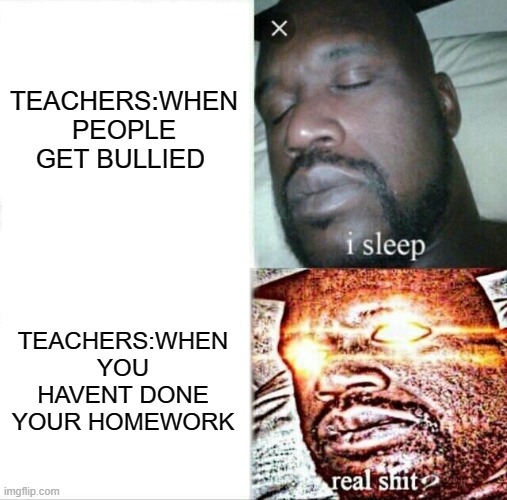 TEACHERS:WHEN
PEOPLE
GET BULLIED
i sleep
TEACHERS:WHEN
YOU
HAVENT DONE
YOUR HOMEWORK
real shit?
imgflip.com